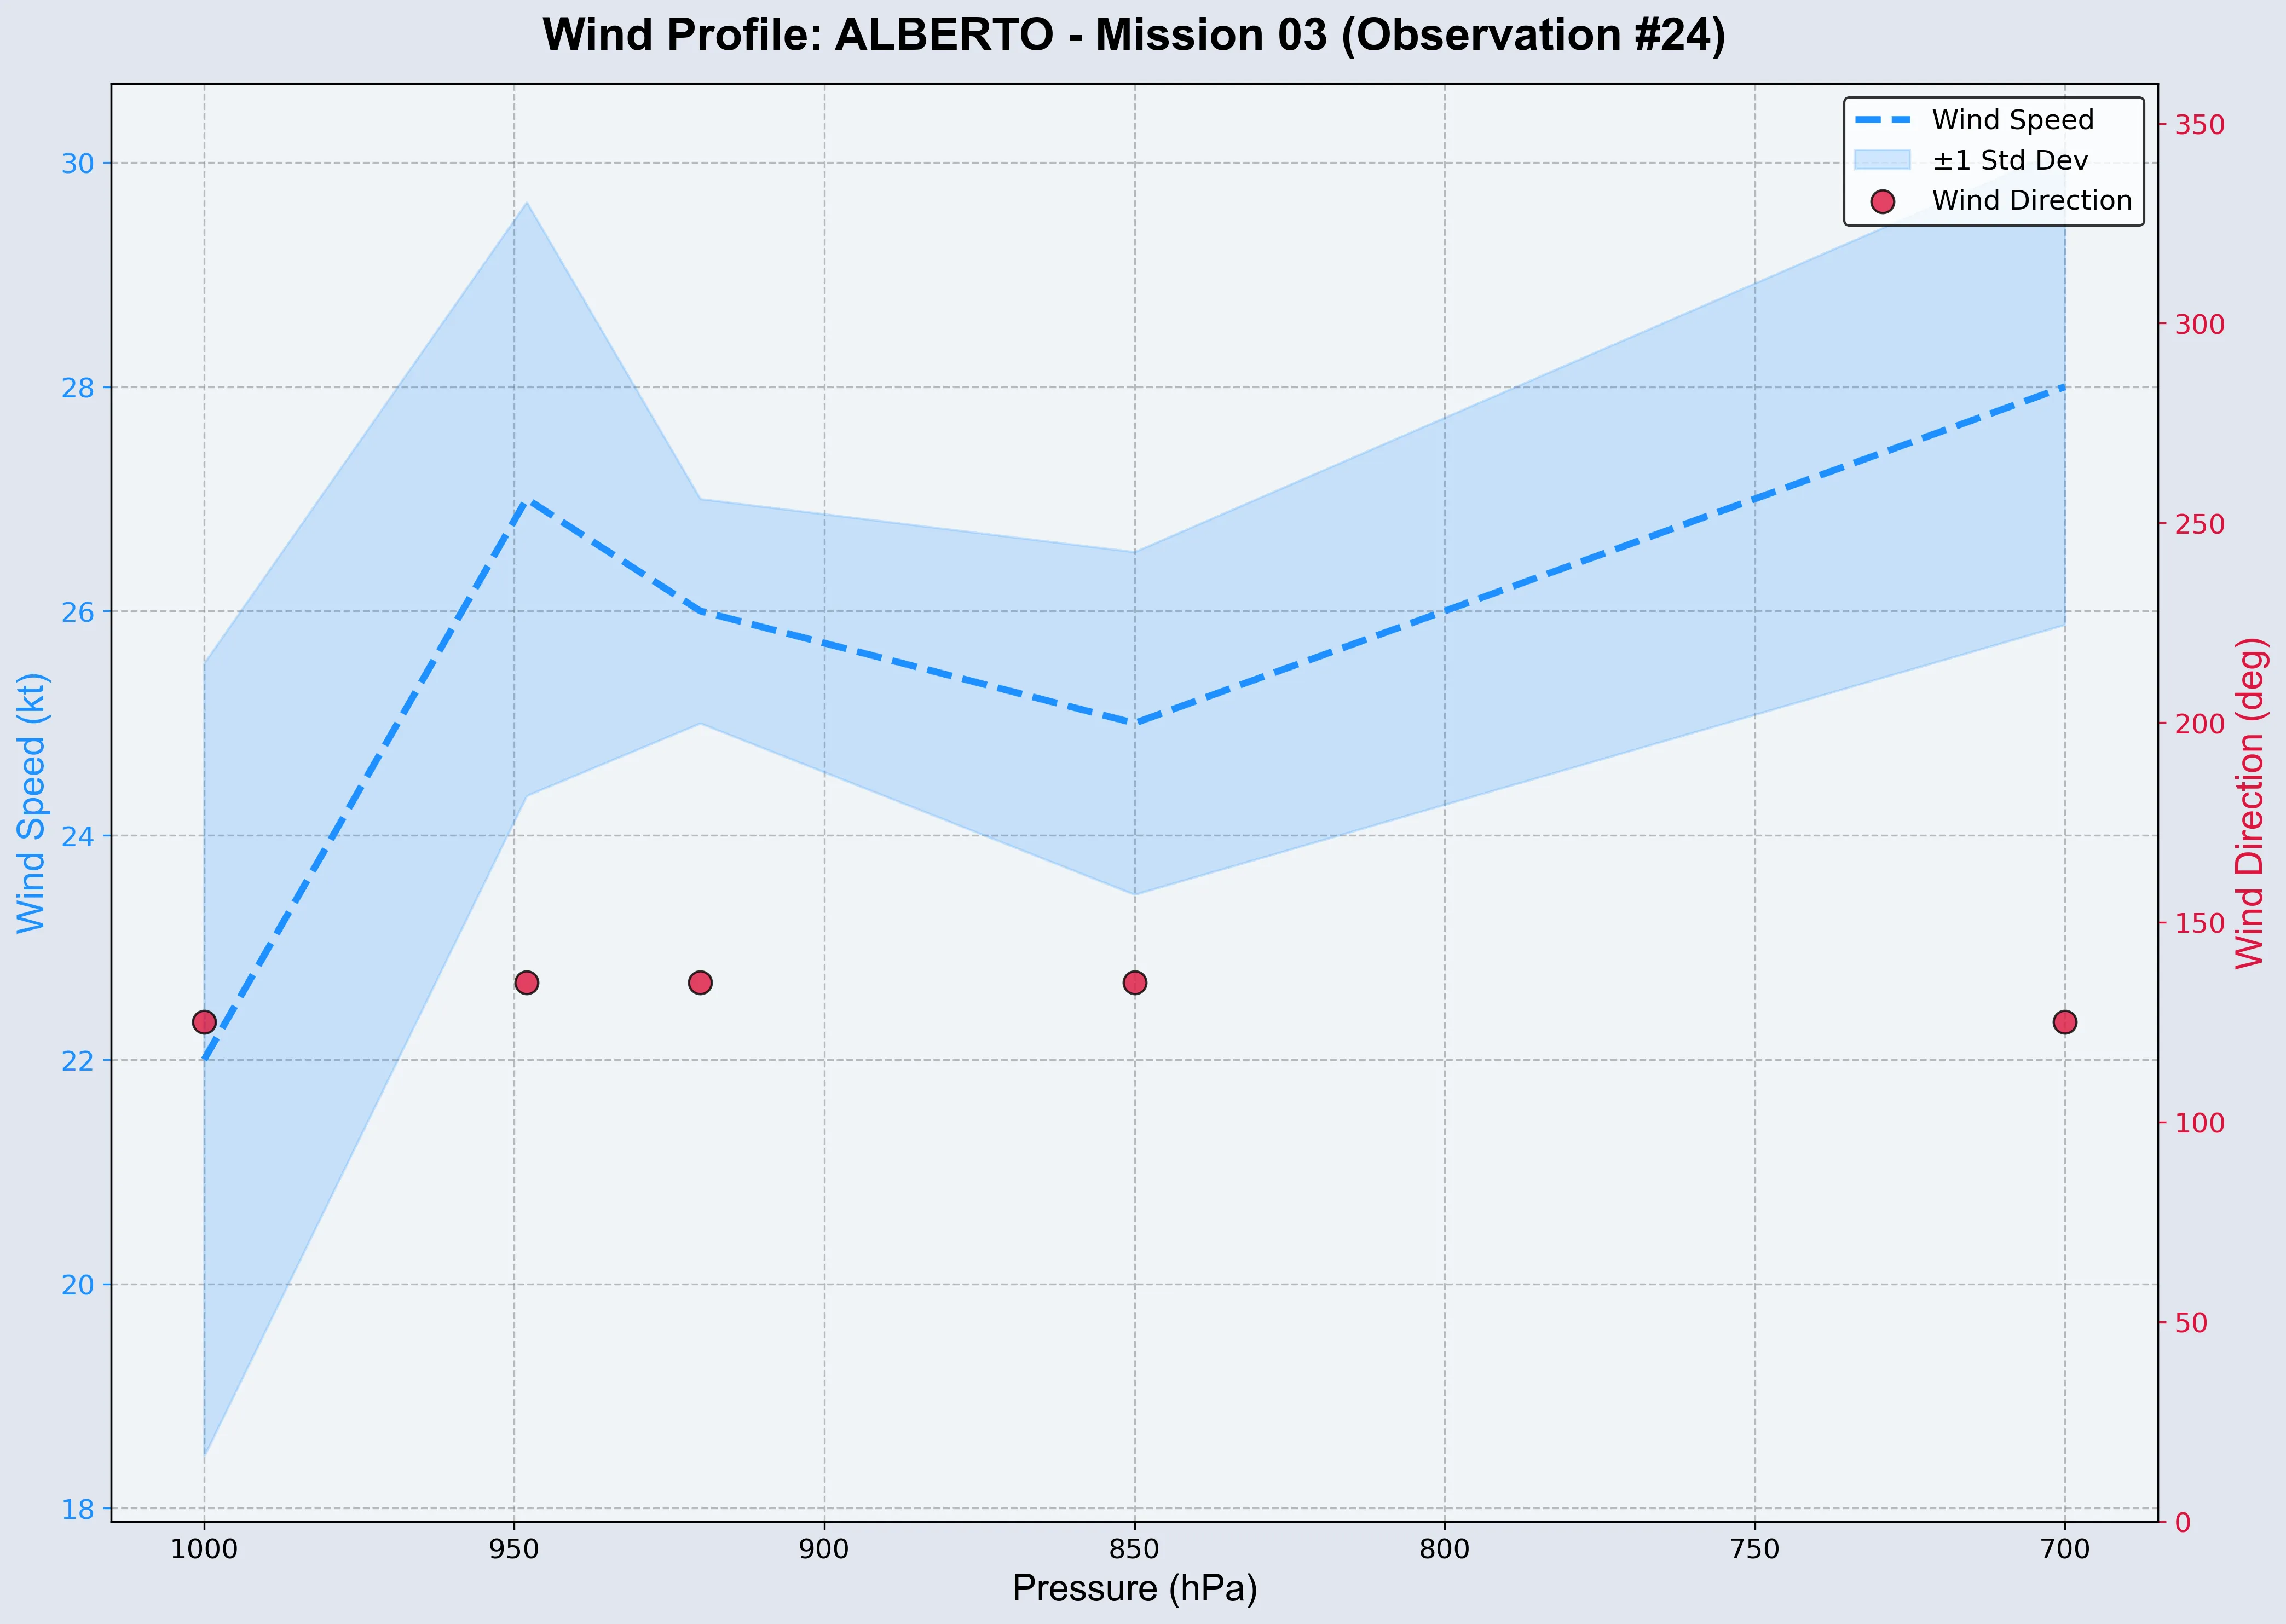 Wind Profile: ALBERTO - Mission 03 (Observation #24)
Wind Speed
±1 Std Dev
Wind Direction
30
28
26
24
22
20
18
Wind Speed (kt)
350
300
250
200
150
100
50
0
Wind Direction (deg)
1000 950 900 850 800 750 700
Pressure (hPa)